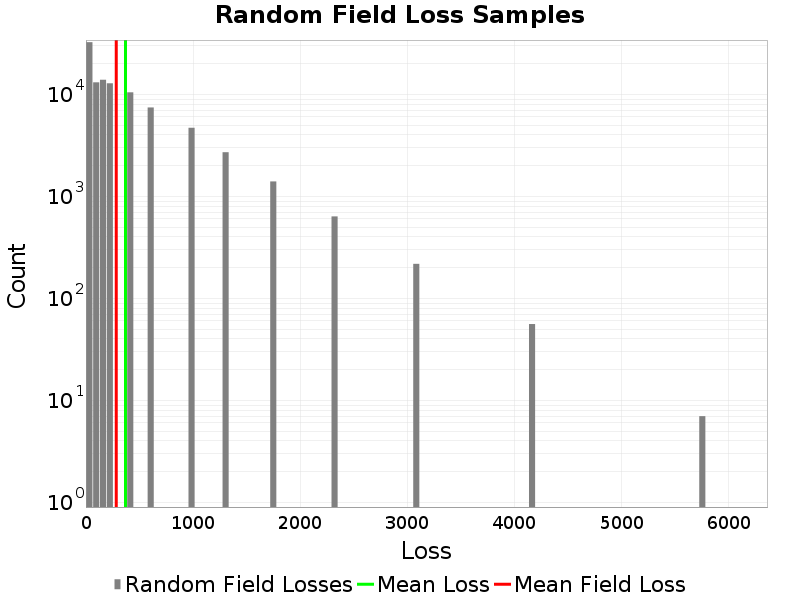 Random Field Loss Samples
Count
10^4
10^3
10^2
10^1
10^0
0 1000 2000 3000 4000 5000 6000
Loss
Random Field Losses Mean Loss Mean Field Loss